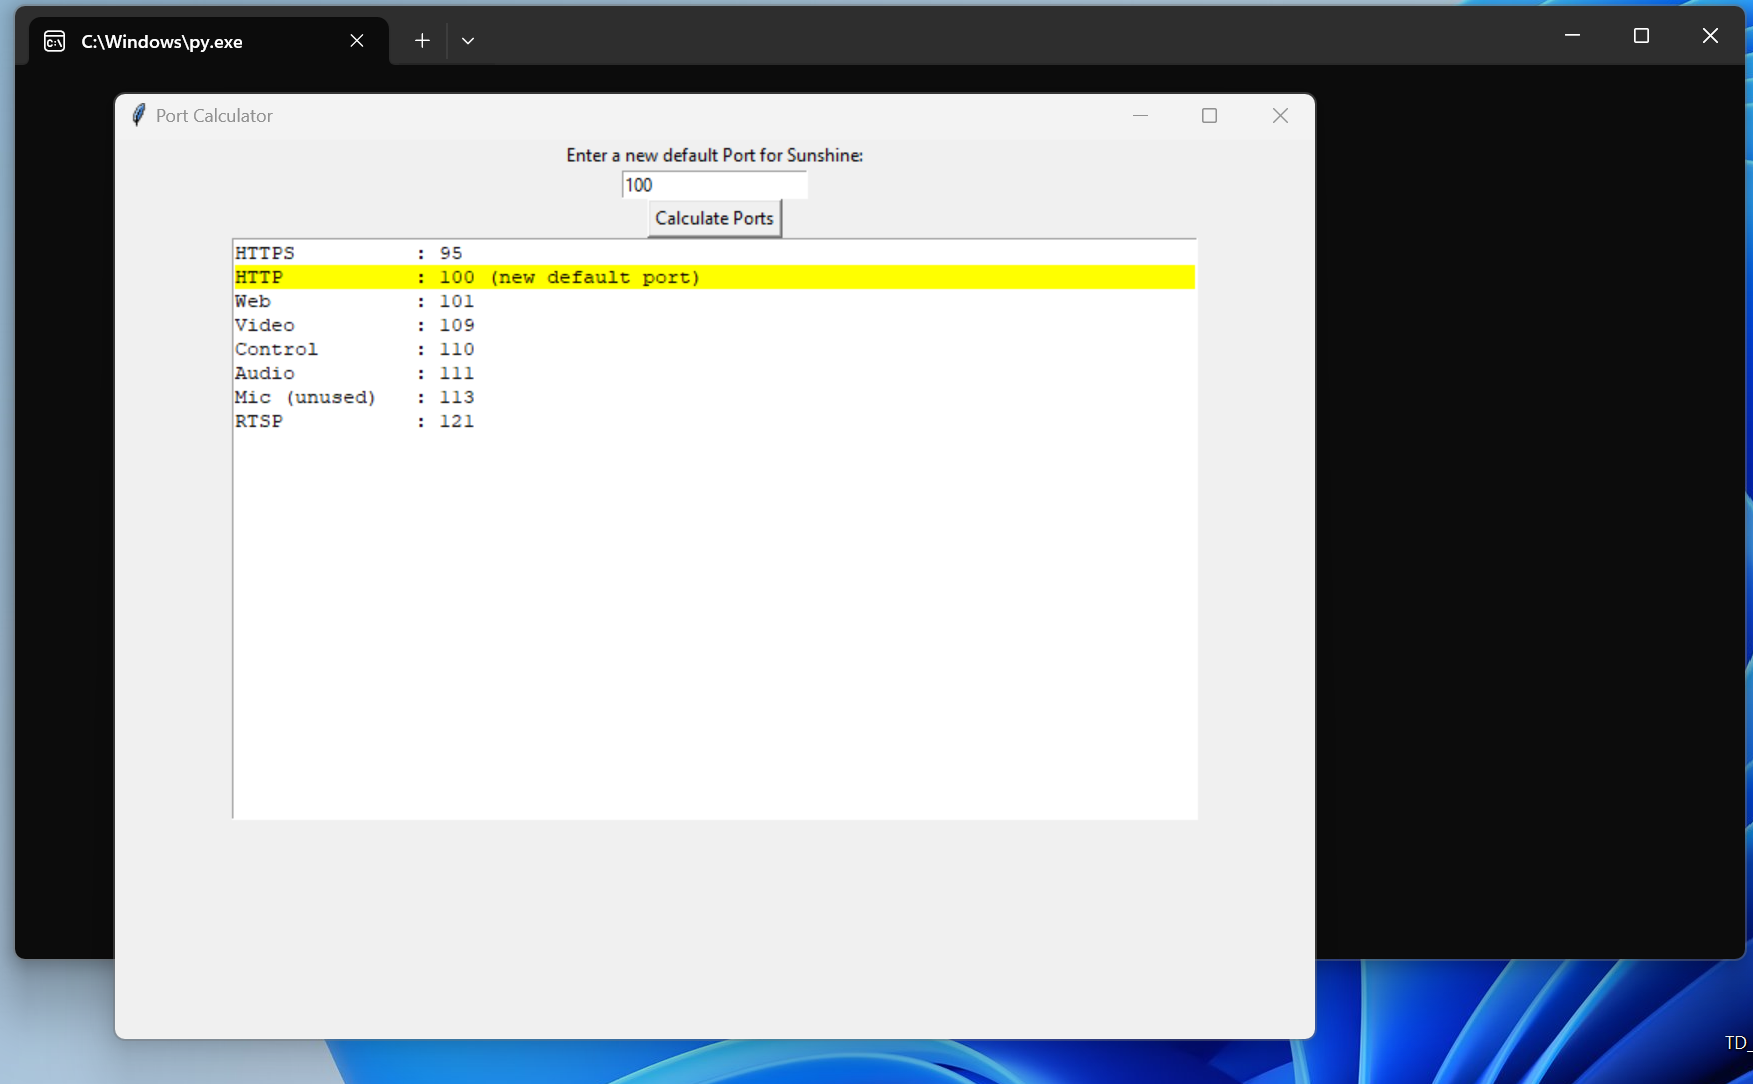 C:\Windows\py.exe
Port Calculator
Enter a new default Port for Sunshine:
100
Calculate Ports
HTTPS : 95
HTTP : 100 (new default port)
Web : 101
Video : 109
Control : 110
Audio : 111
Mic (unused) : 113
RTSP : 121
TD_